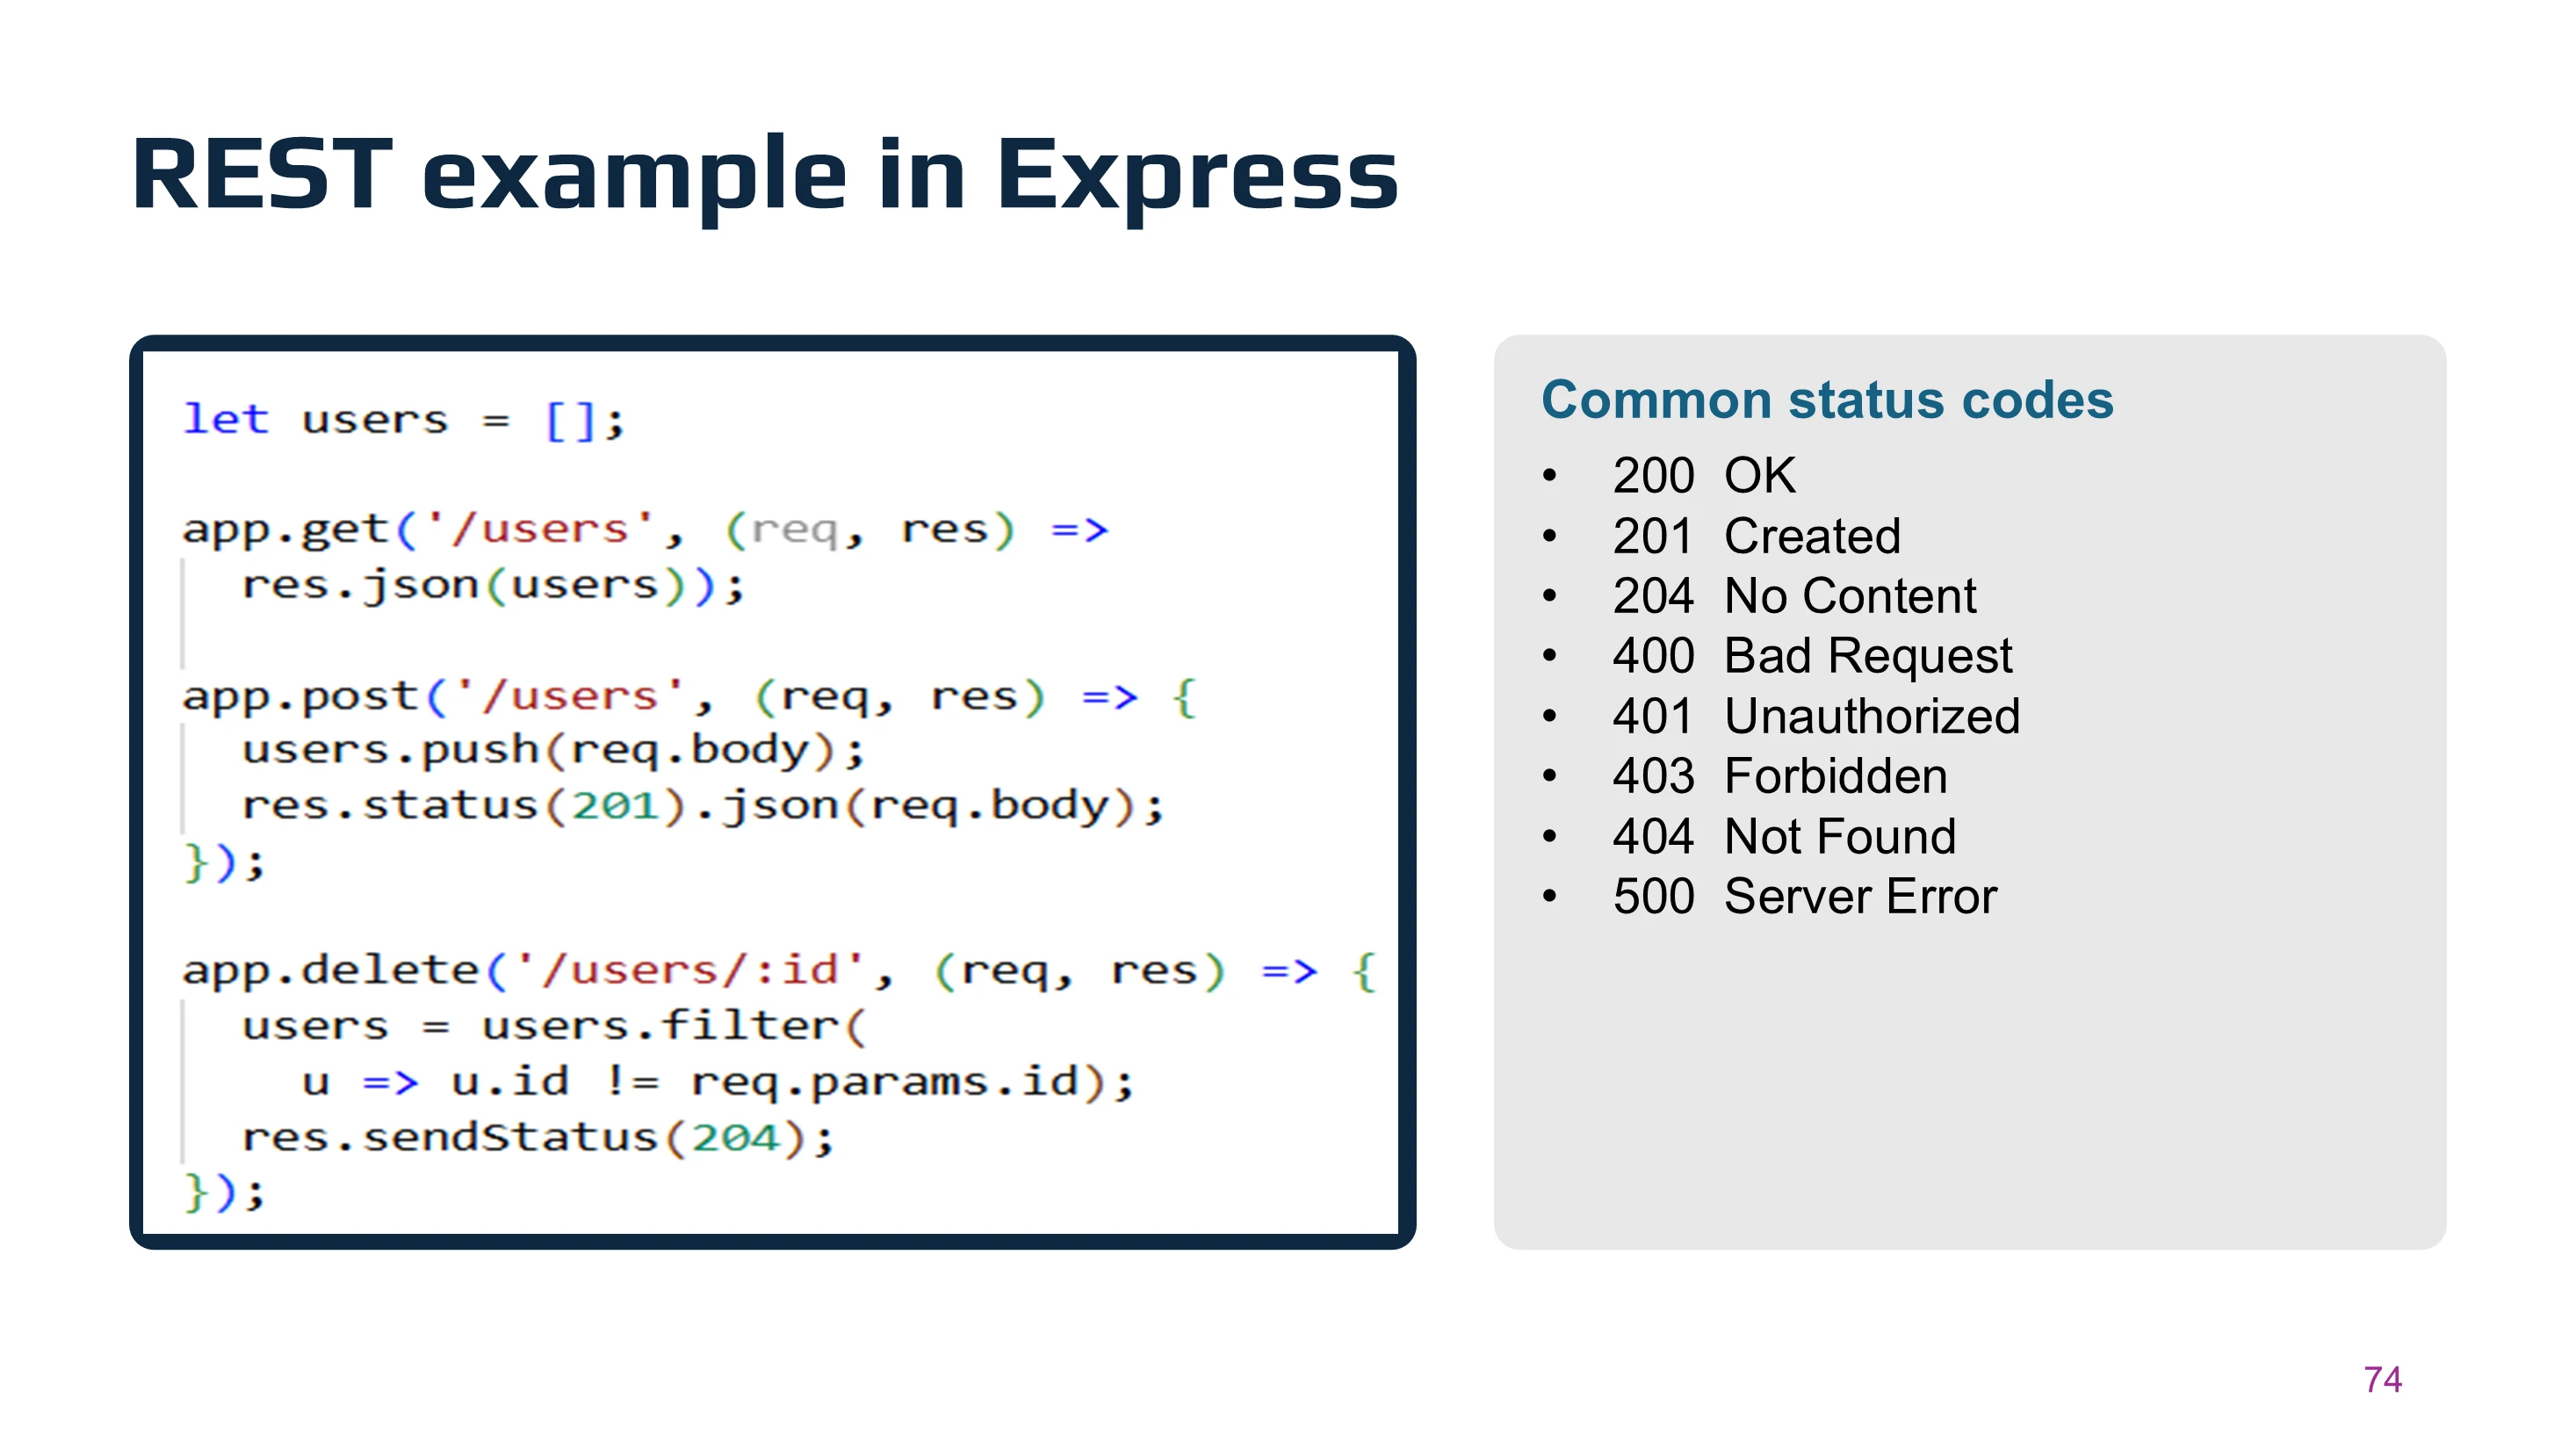 REST example in Express
let users = [];
app.get('/users', (req, res) =>
  res.json(users));
app.post('/users', (req, res) => {
  users.push(req.body);
  res.status(201).json(req.body);
});
app.delete('/users/:id', (req, res) => {
  users = users.filter(
    u => u.id != req.params.id);
  res.sendStatus(204);
});
Common status codes
• 200 OK
• 201 Created
• 204 No Content
• 400 Bad Request
• 401 Unauthorized
• 403 Forbidden
• 404 Not Found
• 500 Server Error
74